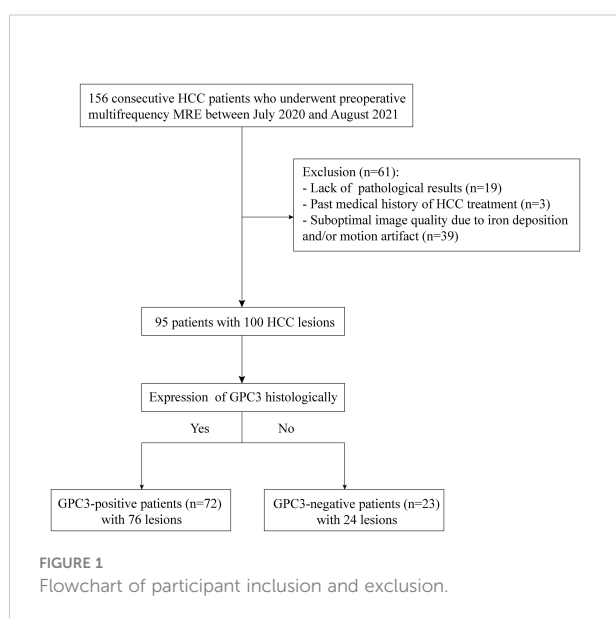 156 consecutive HCC patients who underwent preoperative
multifrequency MRE between July 2020 and August 2021
Exclusion (n=61):
- Lack of pathological results (n=19)
- Past medical history of HCC treatment (n=3)
- Suboptimal image quality due to iron deposition
and/or motion artifact (n=39)
95 patients with 100 HCC lesions
Expression of GPC3 histologically
Yes
No
GPC3-positive patients (n=72)
with 76 lesions
GPC3-negative patients (n=23)
with 24 lesions
FIGURE 1
Flowchart of participant inclusion and exclusion.